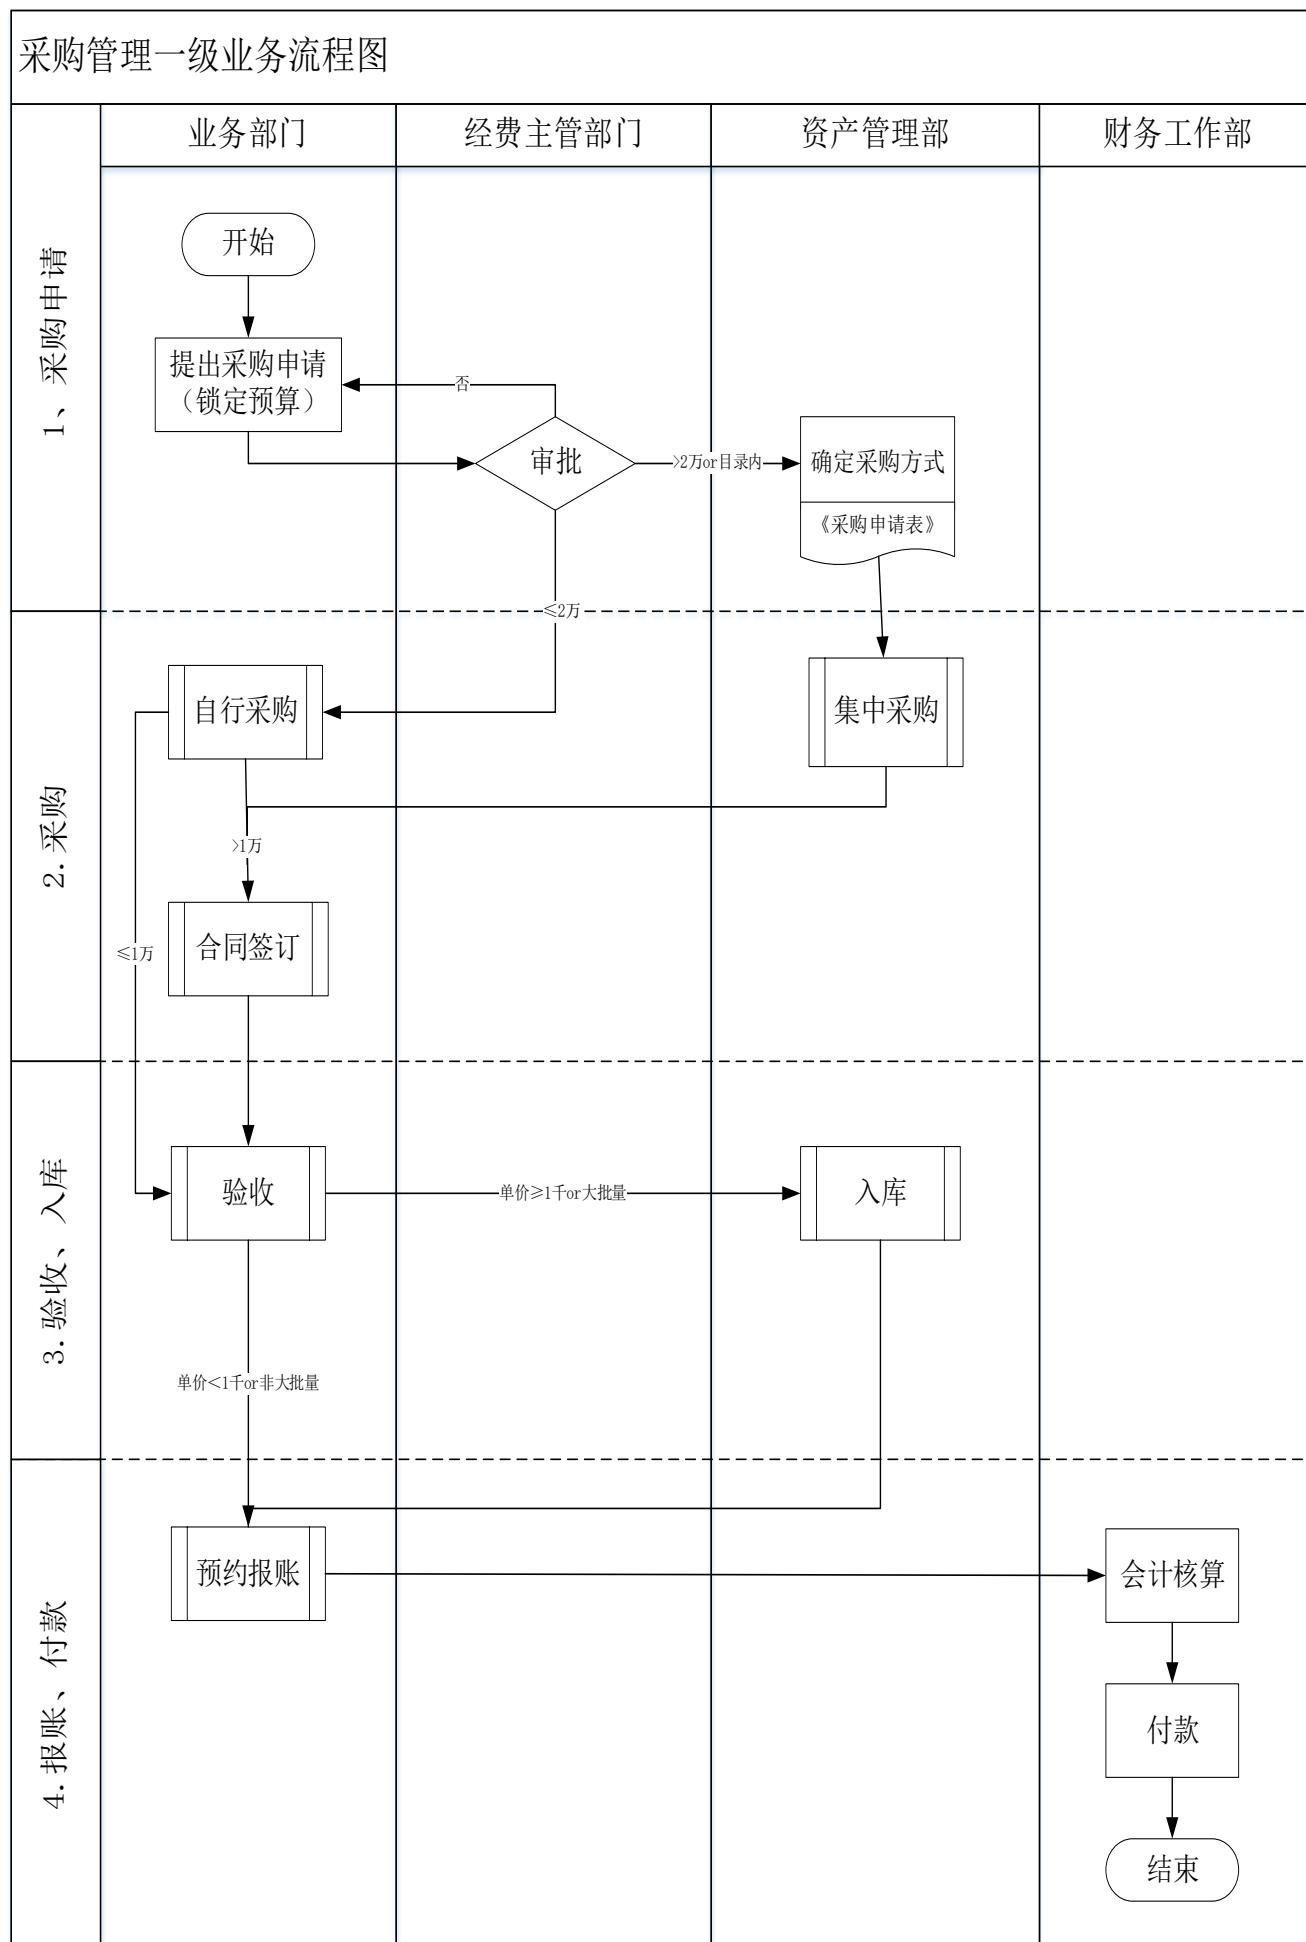 采购管理一级业务流程图
业务部门
经费主管部门
资产管理部
财务工作部
1、采购申请
开始
提出采购申请
（锁定预算）
否
审批
>2万or目录内
确定采购方式
《采购申请表》
≤2万
2.采购
自行采购
集中采购
>1万
≤1万
合同签订
3.验收、入库
验收
单价≥1千or大批量
入库
单价＜1千or非大批量
4.报账、付款
预约报账
会计核算
付款
结束